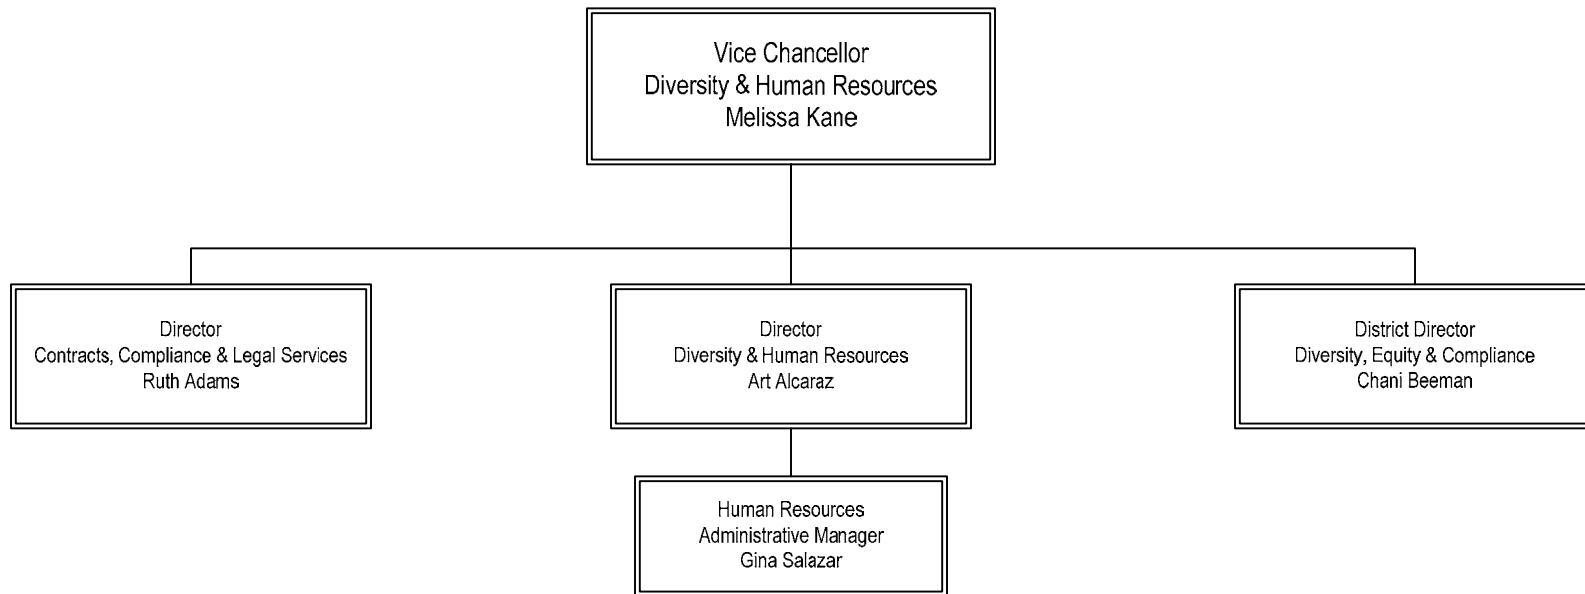 Vice Chancellor
Diversity & Human Resources
Melissa Kane
Director
Contracts, Compliance & Legal Services
Ruth Adams
Director
Diversity & Human Resources
Art Alcaraz
District Director
Diversity, Equity & Compliance
Chani Beeman
Human Resources
Administrative Manager
Gina Salazar